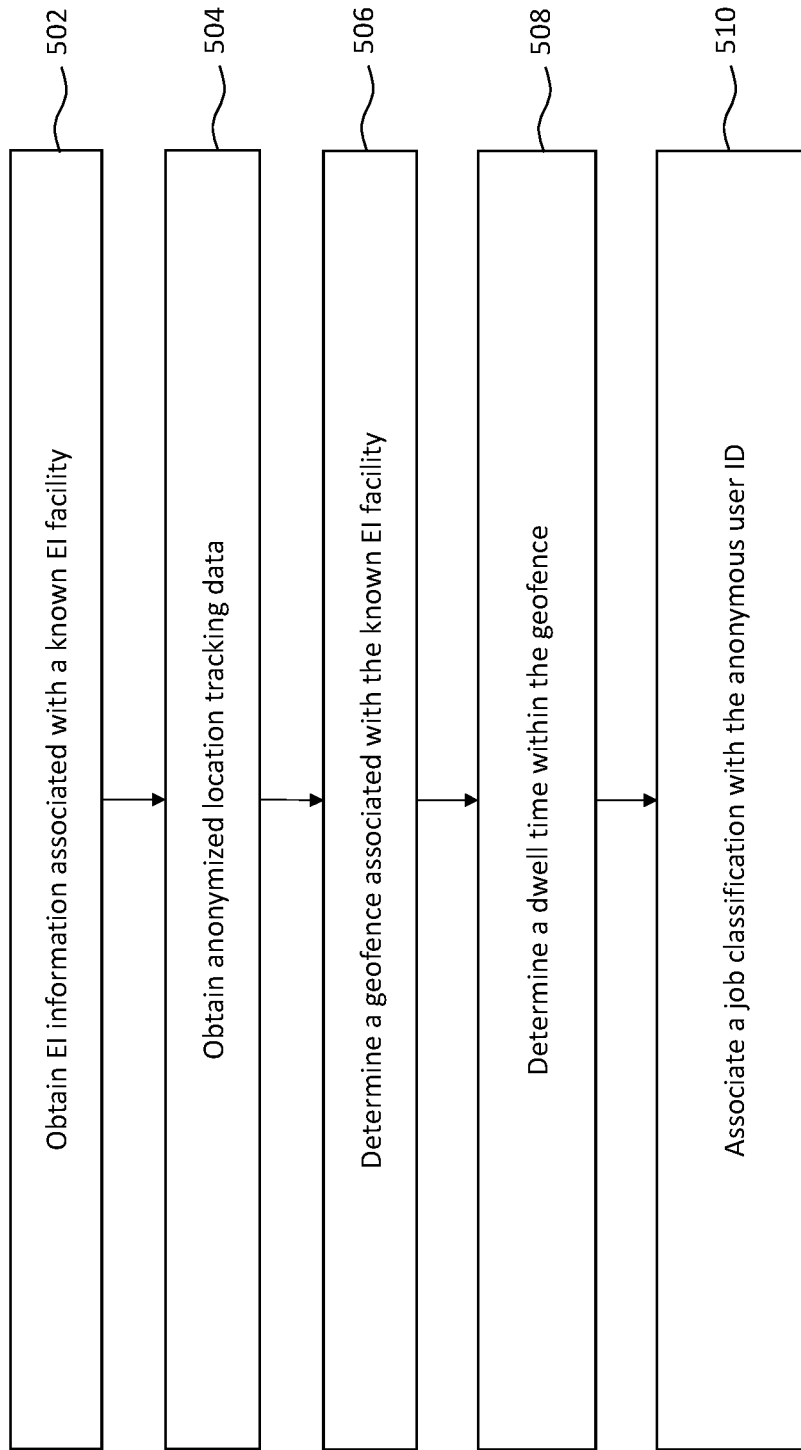 Obtain EI information associated with a known EI facility
502
Obtain anonymized location tracking data
504
Determine a geofence associated with the known EI facility
506
Determine a dwell time within the geofence
508
Associate a job classification with the anonymous user ID
510